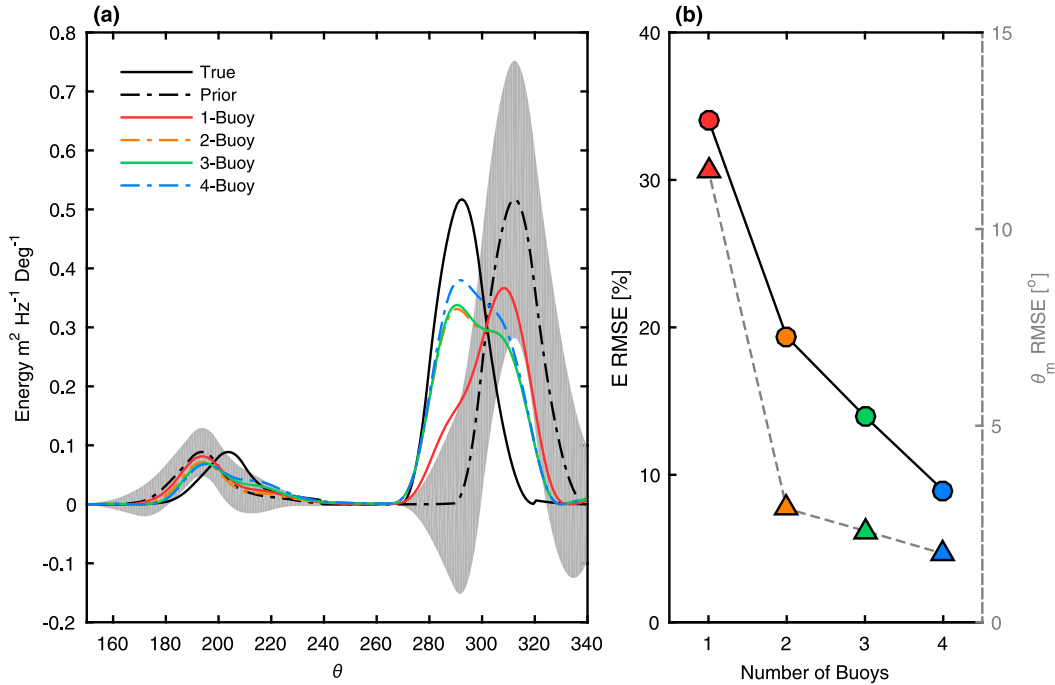 (a)
0.8
0.7
0.6
0.5
0.4
0.3
0.2
0.1
0
-0.1
-0.2
Energy m² Hz⁻¹ Deg⁻¹
True
Prior
1-Buoy
2-Buoy
3-Buoy
4-Buoy
160 180 200 220 240 260 280 300 320 340
θ
(b)
40
30
20
10
0
E RMSE [%]
15
10
5
0
θm RMSE [°]
1 2 3 4
Number of Buoys